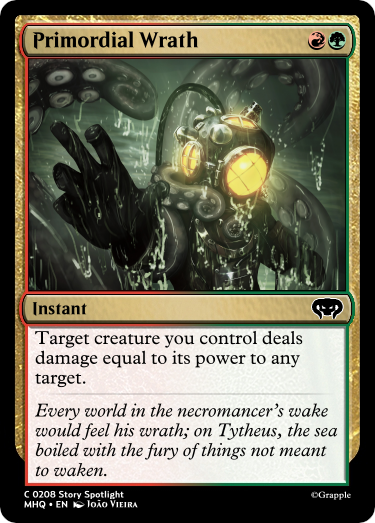 Primordial Wrath
Instant
Target creature you control deals
damage equal to its power to any
target.
Every world in the necromancer's wake
would feel his wrath; on Tytheus, the sea
boiled with the fury of things not meant
to waken.
C 0208 Story Spotlight
MHQ • EN João Vieira
©Grapple